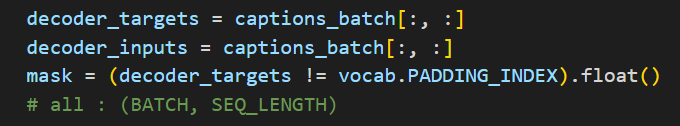 decoder_targets = captions_batch[:, :]
decoder_inputs = captions_batch[:, :]
mask = (decoder_targets != vocab.PADDING_INDEX).float()
# all : (BATCH, SEQ_LENGTH)